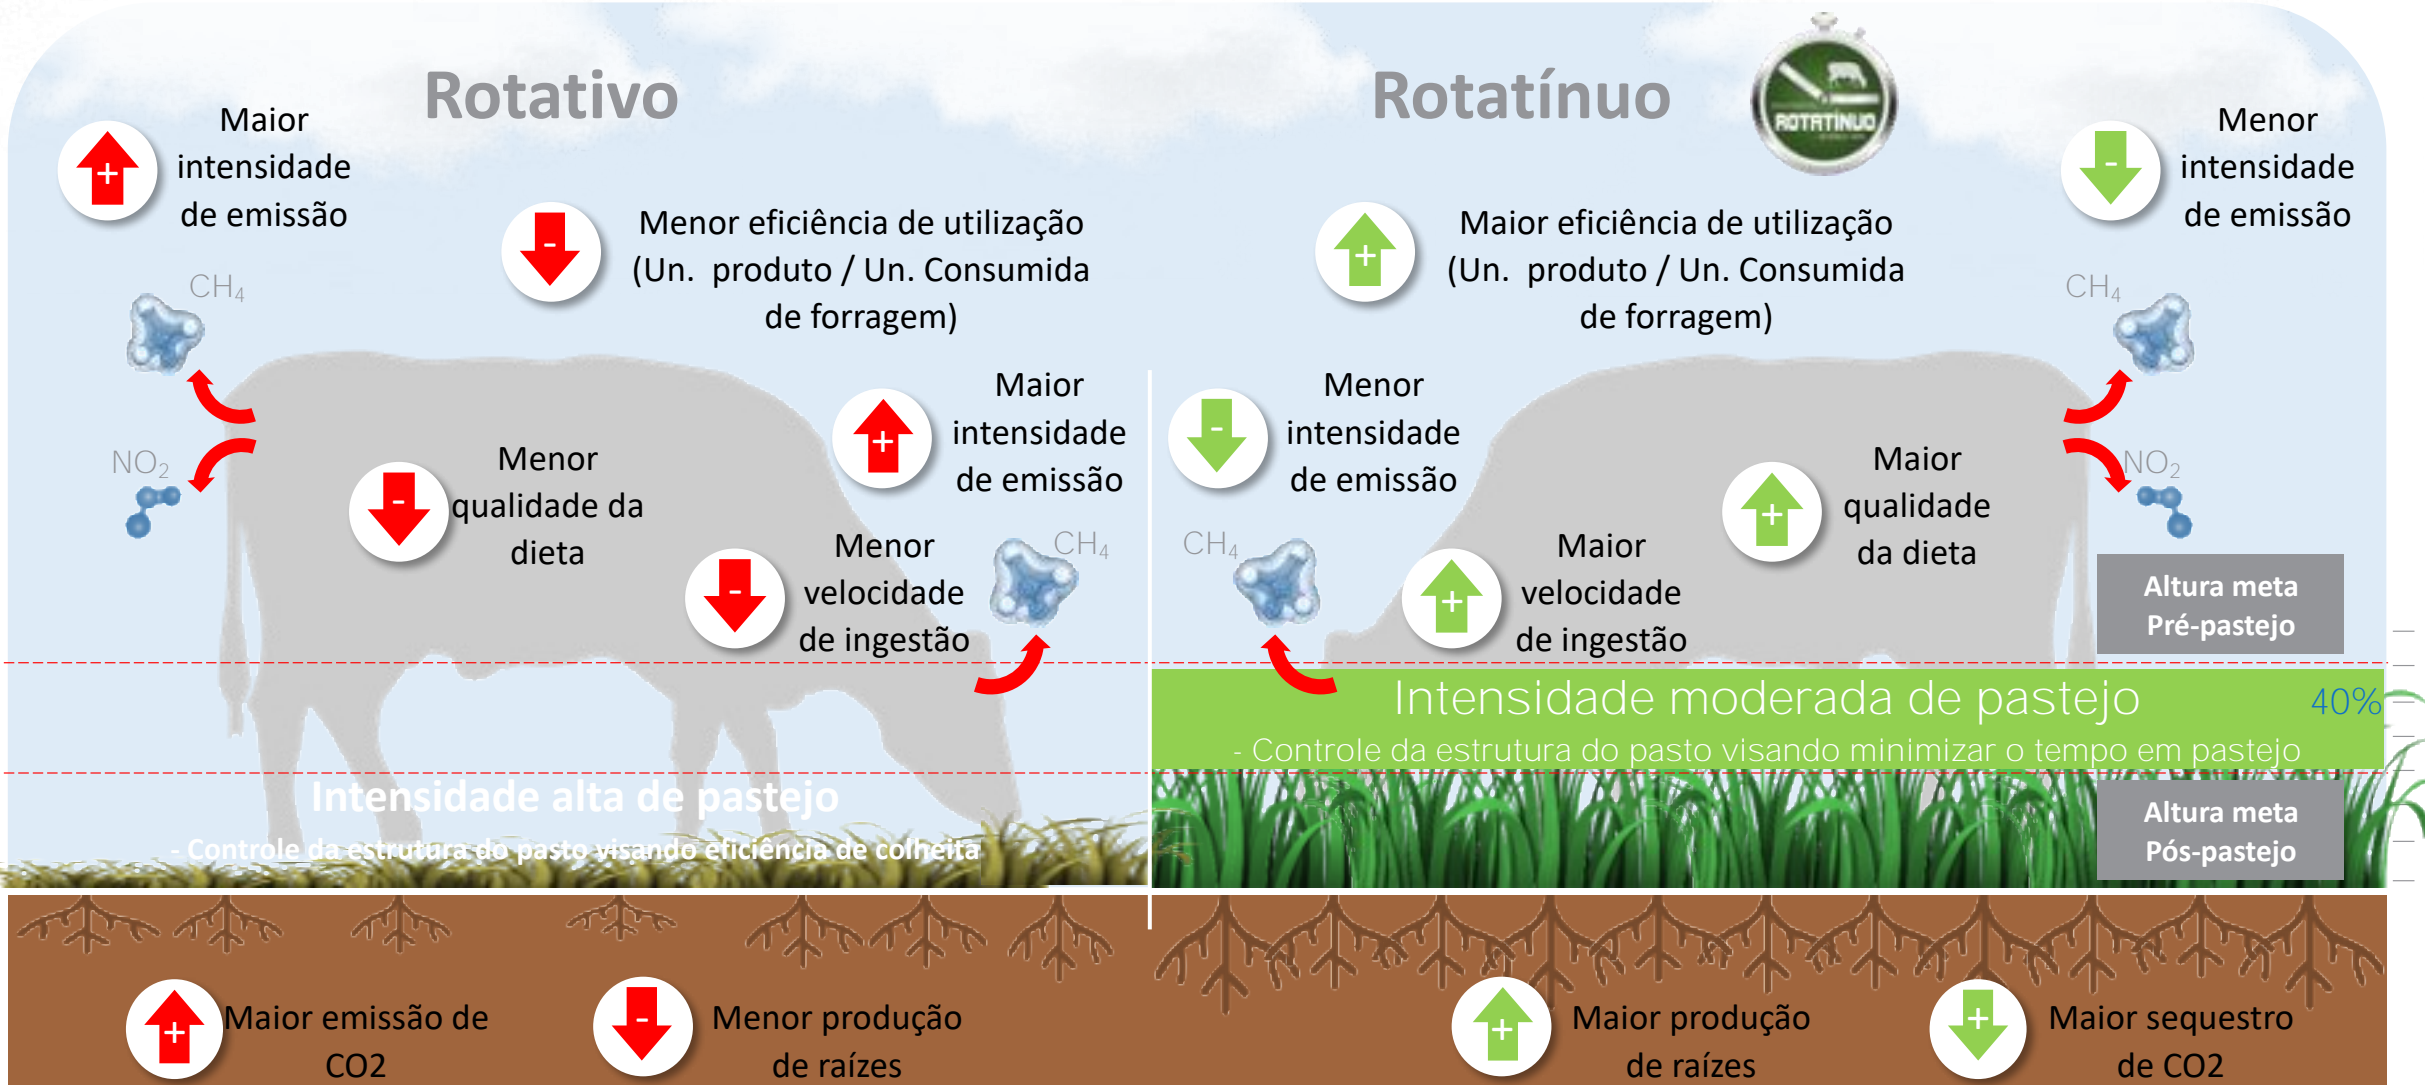 Rotativo
Maior
intensidade
de emissão
+
-
Menor eficiência de utilização
(Un. produto / Un. Consumida
de forragem)
CH₄
NO₂
-
Menor
qualidade da
dieta
+
Maior
intensidade
de emissão
-
Menor
velocidade
de ingestão
CH₄
Intensidade alta de pastejo
- Controle da estrutura do pasto visando eficiência de colheita
+
Maior emissão de
CO2
-
Menor produção
de raízes
Rotatínuo
ROTATÍNUO
-
Menor
intensidade
de emissão
+
Maior eficiência de utilização
(Un. produto / Un. Consumida
de forragem)
CH₄
-
Menor
intensidade
de emissão
+
Maior
qualidade
da dieta
NO₂
CH₄
+
Maior
velocidade
de ingestão
Altura meta
Pré-pastejo
Intensidade moderada de pastejo
40%
- Controle da estrutura do pasto visando minimizar o tempo em pastejo
Altura meta
Pós-pastejo
+
Maior produção
de raízes
+
Maior sequestro
de CO2